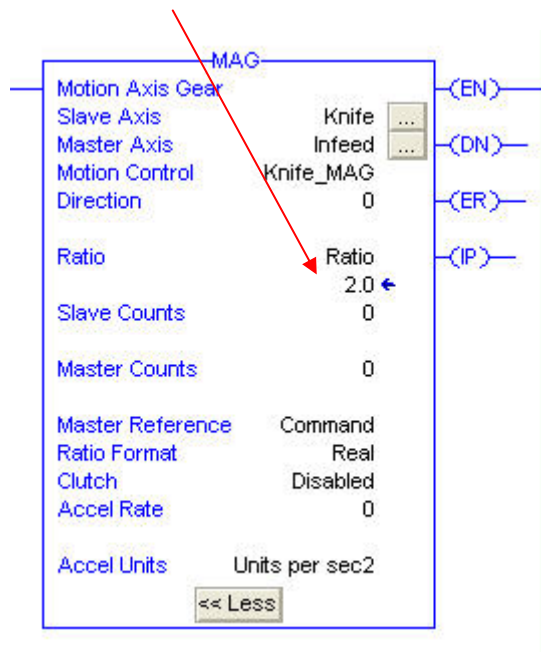 MAG
Motion Axis Gear (EN)
Slave Axis Knife ...
Master Axis Infeed ... (DN)
Motion Control Knife_MAG
Direction 0 (ER)
Ratio Ratio (IP)
2.0
Slave Counts 0
Master Counts 0
Master Reference Command
Ratio Format Real
Clutch Disabled
Accel Rate 0
Accel Units Units per sec2
<< Less